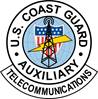 U.S. COAST GUARD
AUXILIARY
TELECOMMUNICATIONS